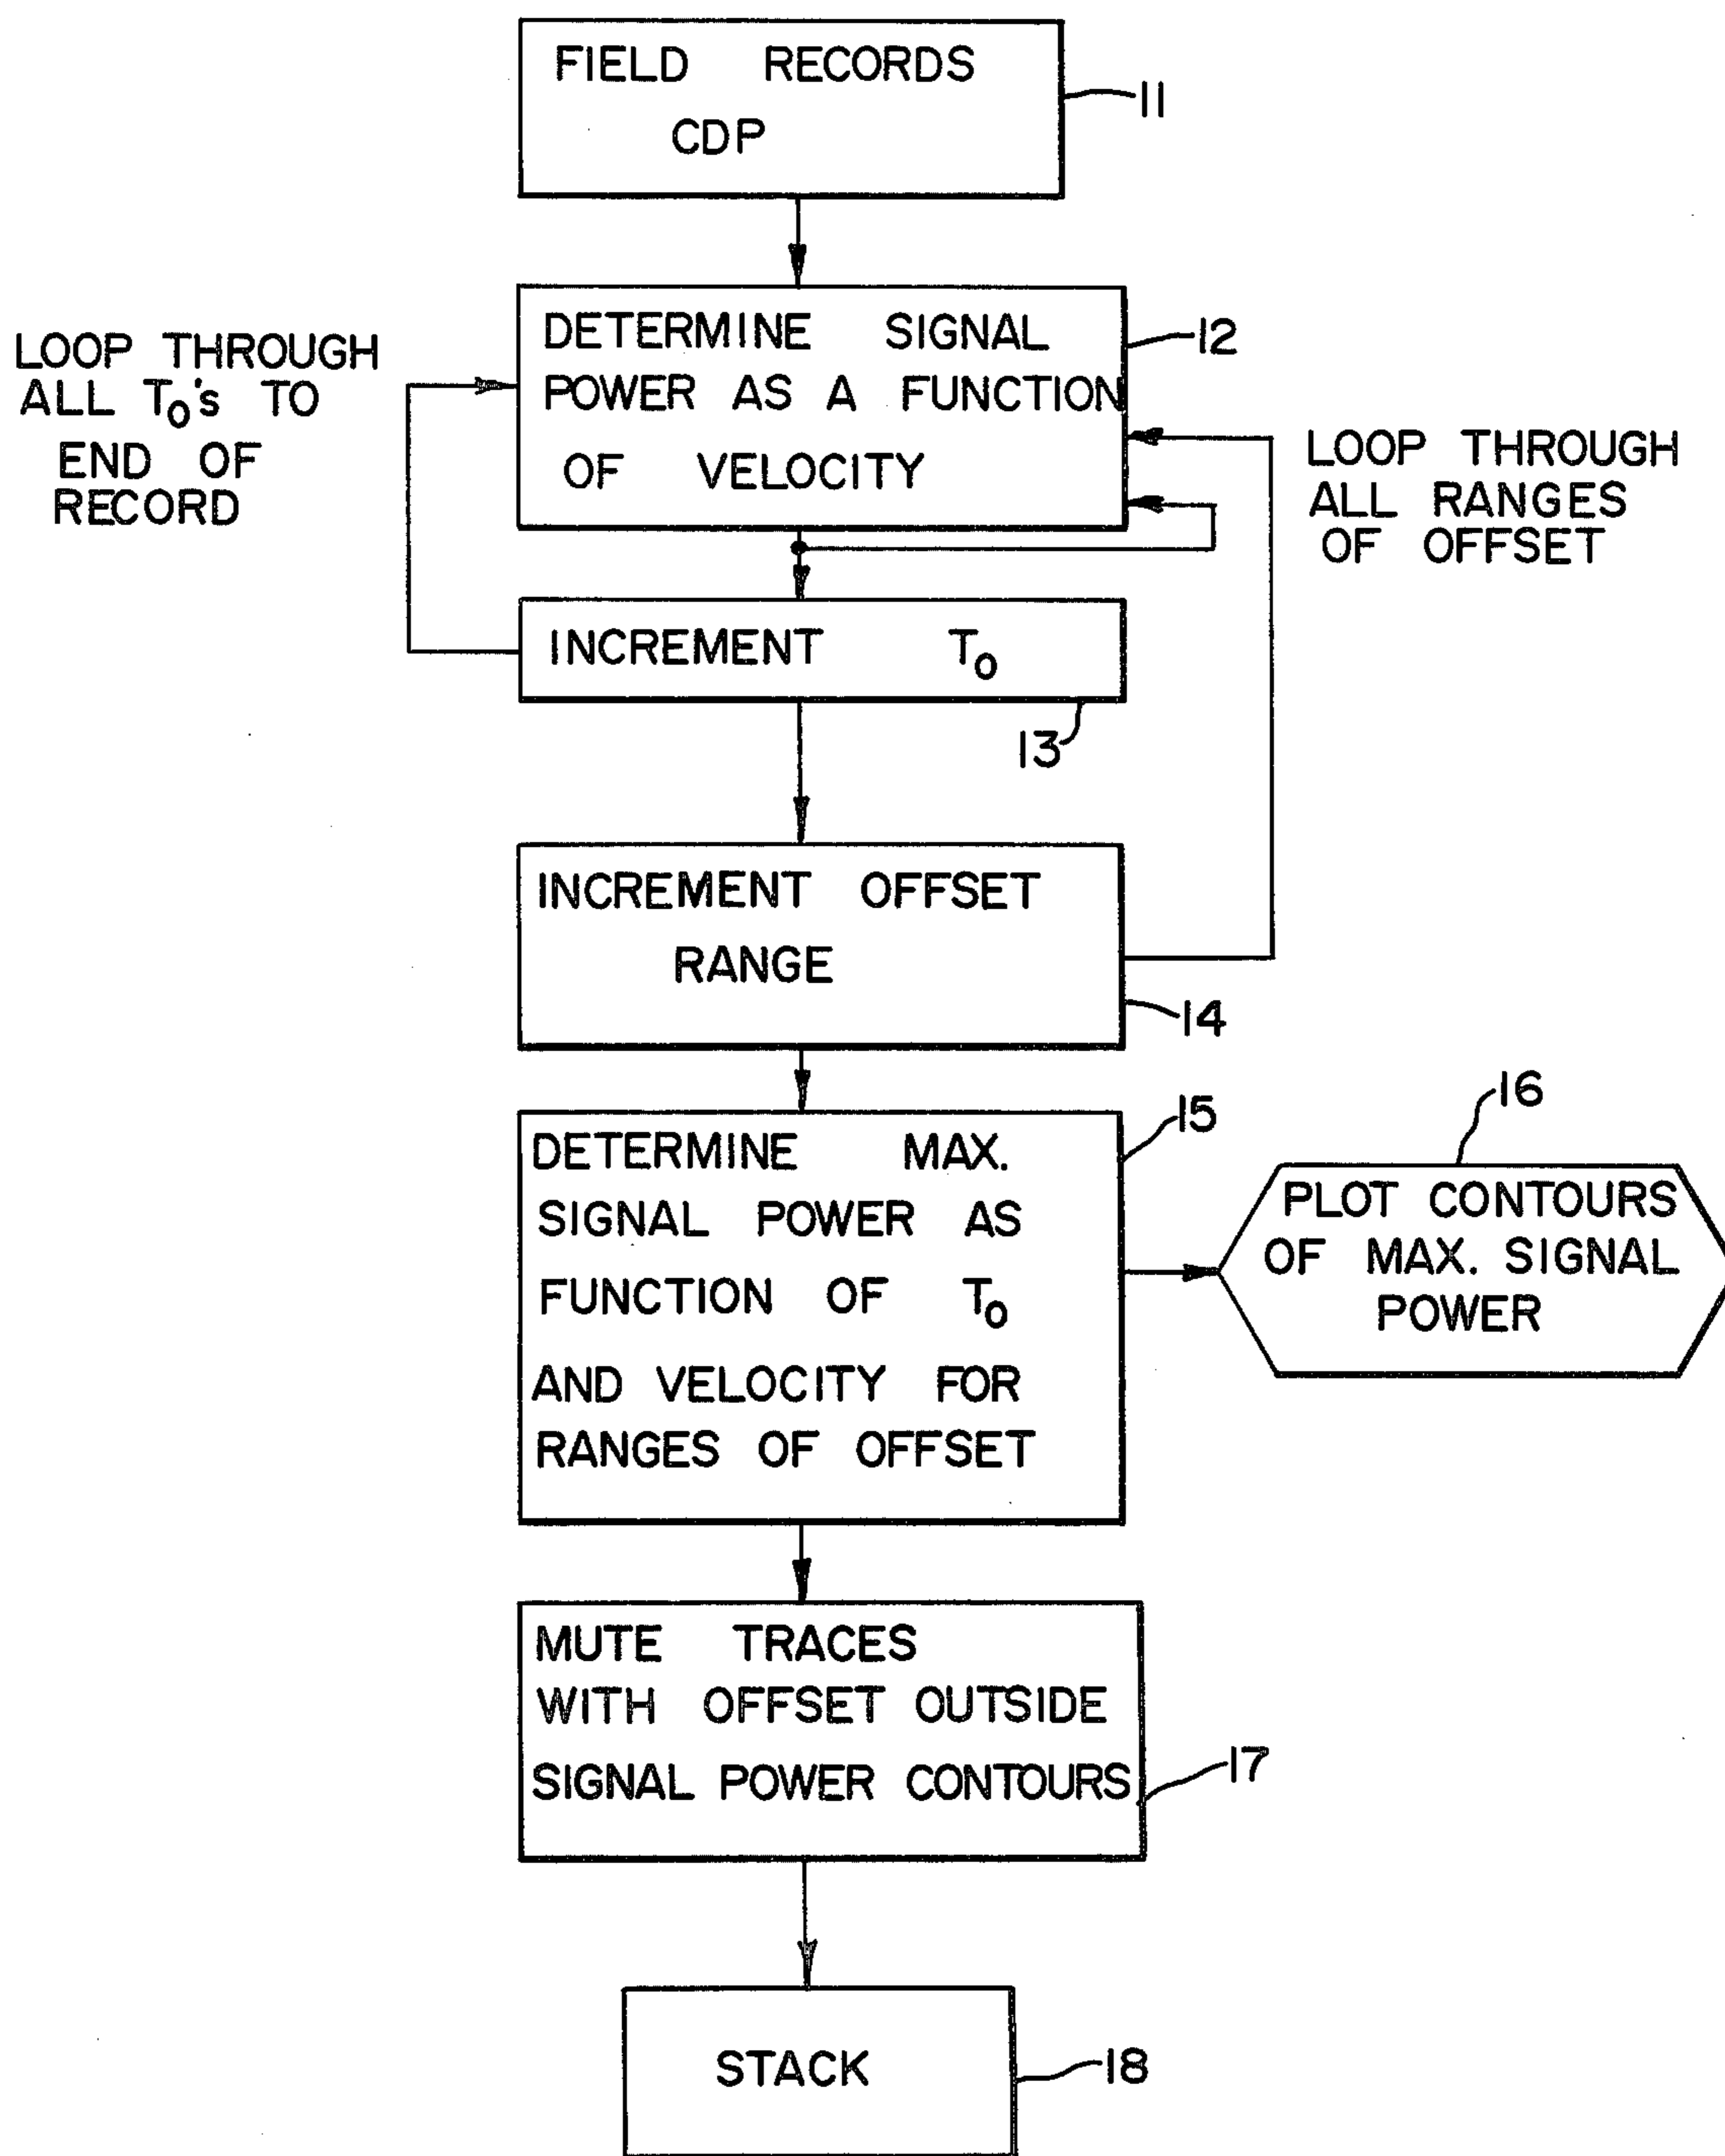 FIELD RECORDS
CDP
11
DETERMINE SIGNAL
POWER AS A FUNCTION
OF VELOCITY
12
LOOP THROUGH
ALL T₀'s TO
END OF
RECORD
LOOP THROUGH
ALL RANGES
OF OFFSET
INCREMENT T₀
13
INCREMENT OFFSET
RANGE
14
DETERMINE MAX.
SIGNAL POWER AS
FUNCTION OF T₀
AND VELOCITY FOR
RANGES OF OFFSET
15
16
PLOT CONTOURS
OF MAX. SIGNAL
POWER
MUTE TRACES
WITH OFFSET OUTSIDE
SIGNAL POWER CONTOURS
17
STACK
18